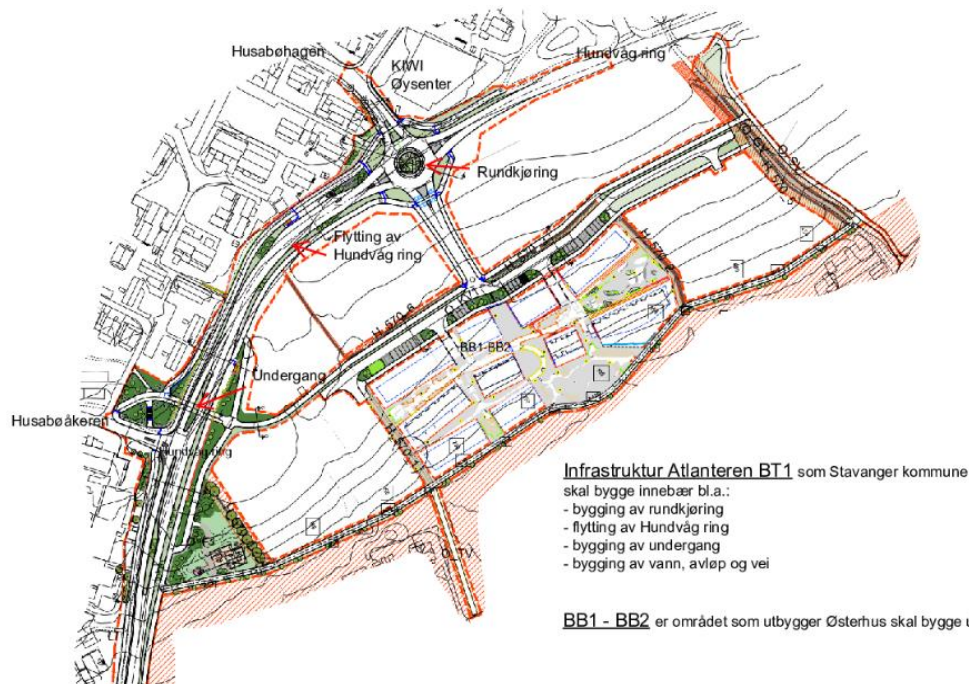 Husabøhagen
KIWI
Øysenter
Hundvåg ring
Rundkjøring
Flytting av
Hundvåg ring
BB1-BB2
Undergang
Husabøåkeren
Hundvåg ring
Infrastruktur Atlanteren BT1 som Stavanger kommune
skal bygge innebær bl.a.:
- bygging av rundkjøring
- flytting av Hundvåg ring
- bygging av undergang
- bygging av vann, avløp og vei
BB1 - BB2 er området som utbygger Østerhus skal bygge u